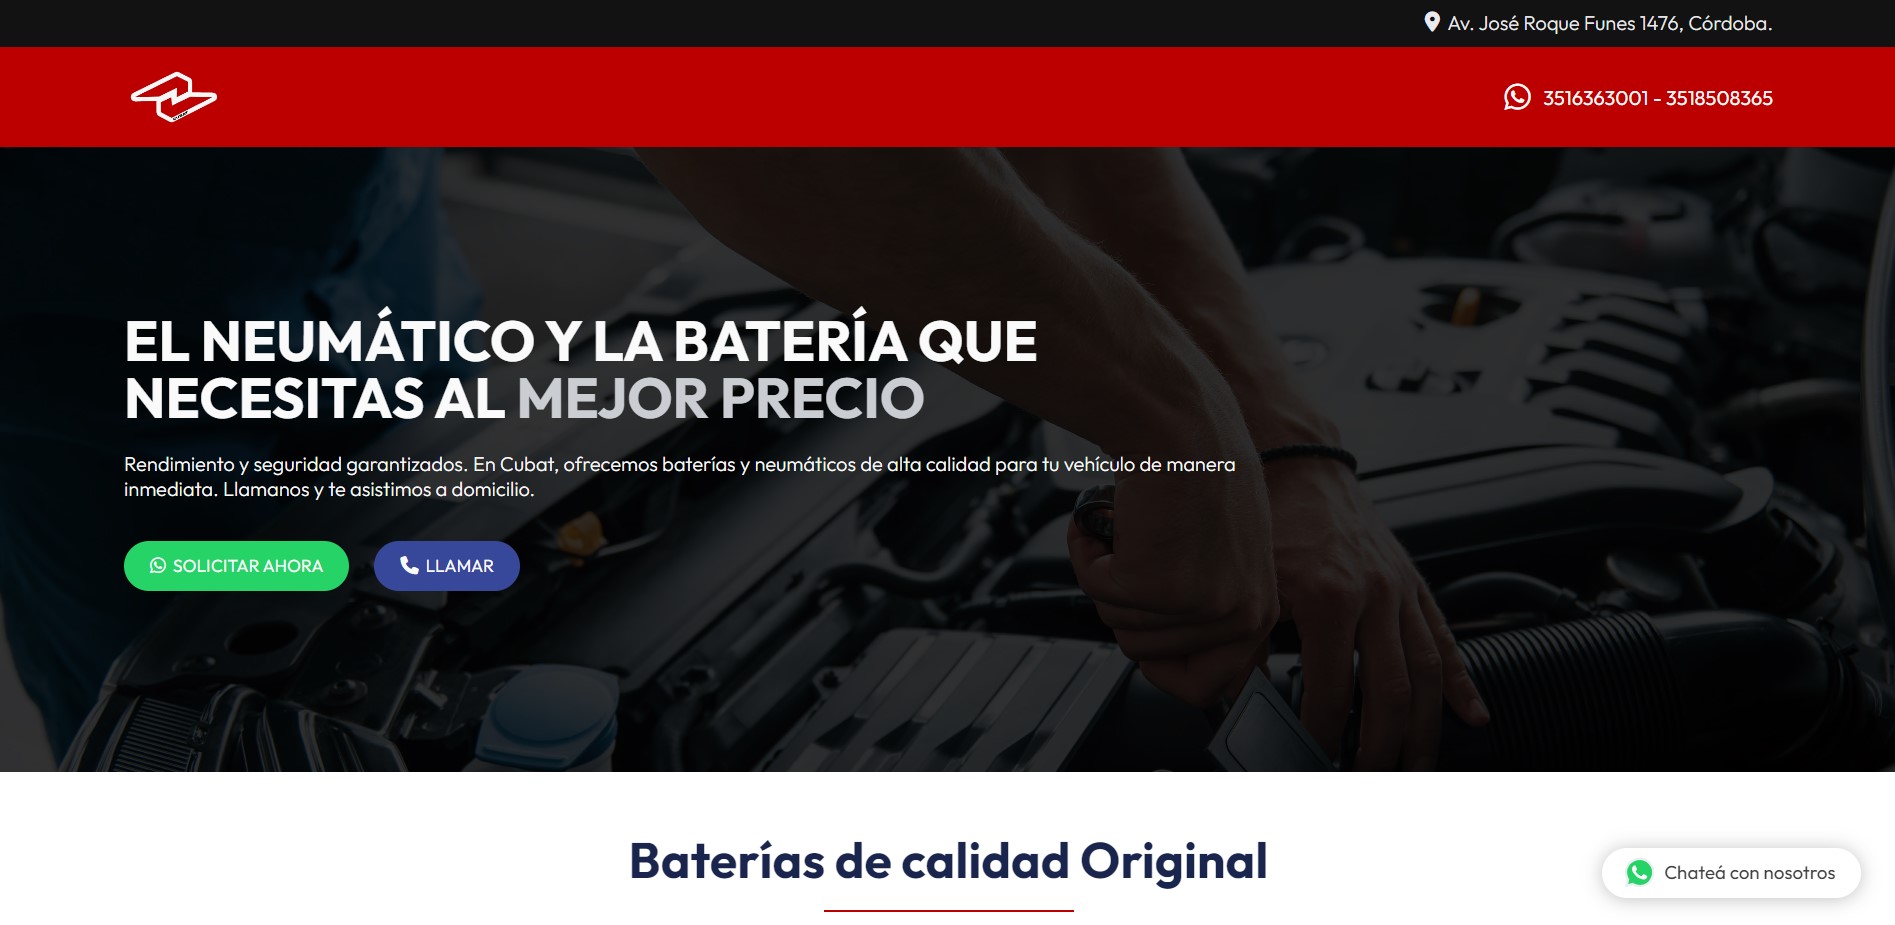 Av. José Roque Funes 1476, Córdoba.
3516363001 - 3518508365
EL NEUMÁTICO Y LA BATERÍA QUE
NECESITAS AL MEJOR PRECIO
Rendimiento y seguridad garantizados. En Cubat, ofrecemos baterías y neumáticos de alta calidad para tu vehículo de manera
inmediata. Llamanos y te asistimos a domicilio.
SOLICITAR AHORA
LLAMAR
Baterías de calidad Original
Chateá con nosotros